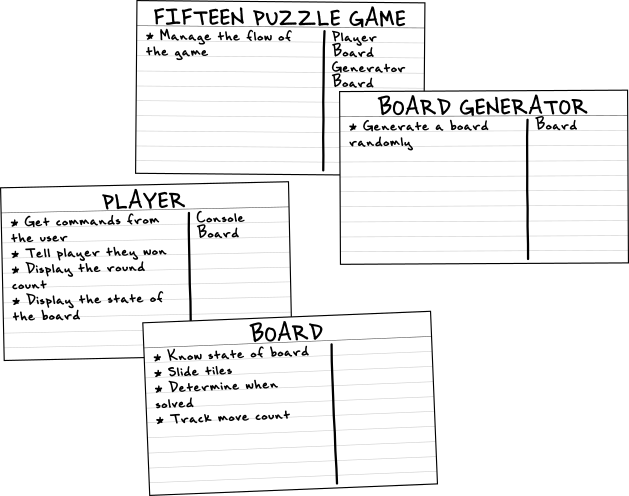 FIFTEEN PUZZLE GAME
★ Manage the flow of
the game
Player
Board
Generator
Board
BOARD GENERATOR
★ Generate a board
randomly
Board
PLAYER
★ Get commands from
the user
★ Tell player they won
★ Display the round
count
★ Display the state of
the board
Console
Board
BOARD
★ Know state of board
★ Slide tiles
★ Determine when
solved
★ Track move count